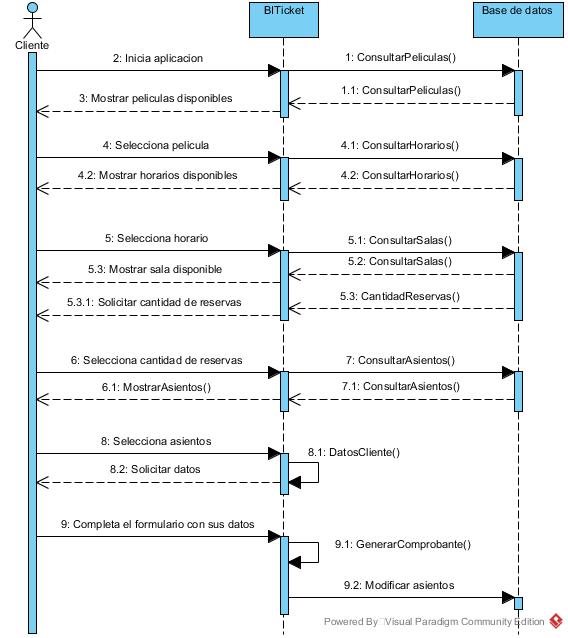 Cliente
BITicket
Base de datos
2: Inicia aplicacion
1: ConsultarPeliculas()
1.1: ConsultarPeliculas()
3: Mostrar peliculas disponibles
4: Selecciona pelicula
4.1: ConsultarHorarios()
4.2: Mostrar horarios disponibles
4.2: ConsultarHorarios()
5: Selecciona horario
5.1: ConsultarSalas()
5.2: ConsultarSalas()
5.3: Mostrar sala disponible
5.3.1: Solicitar cantidad de reservas
5.3: CantidadReservas()
6: Selecciona cantidad de reservas
7: ConsultarAsientos()
6.1: MostrarAsientos()
7.1: ConsultarAsientos()
8: Selecciona asientos
8.1: DatosCliente()
8.2: Solicitar datos
9: Completa el formulario con sus datos
9.1: GenerarComprobante()
9.2: Modificar asientos
Powered By Visual Paradigm Community Edition